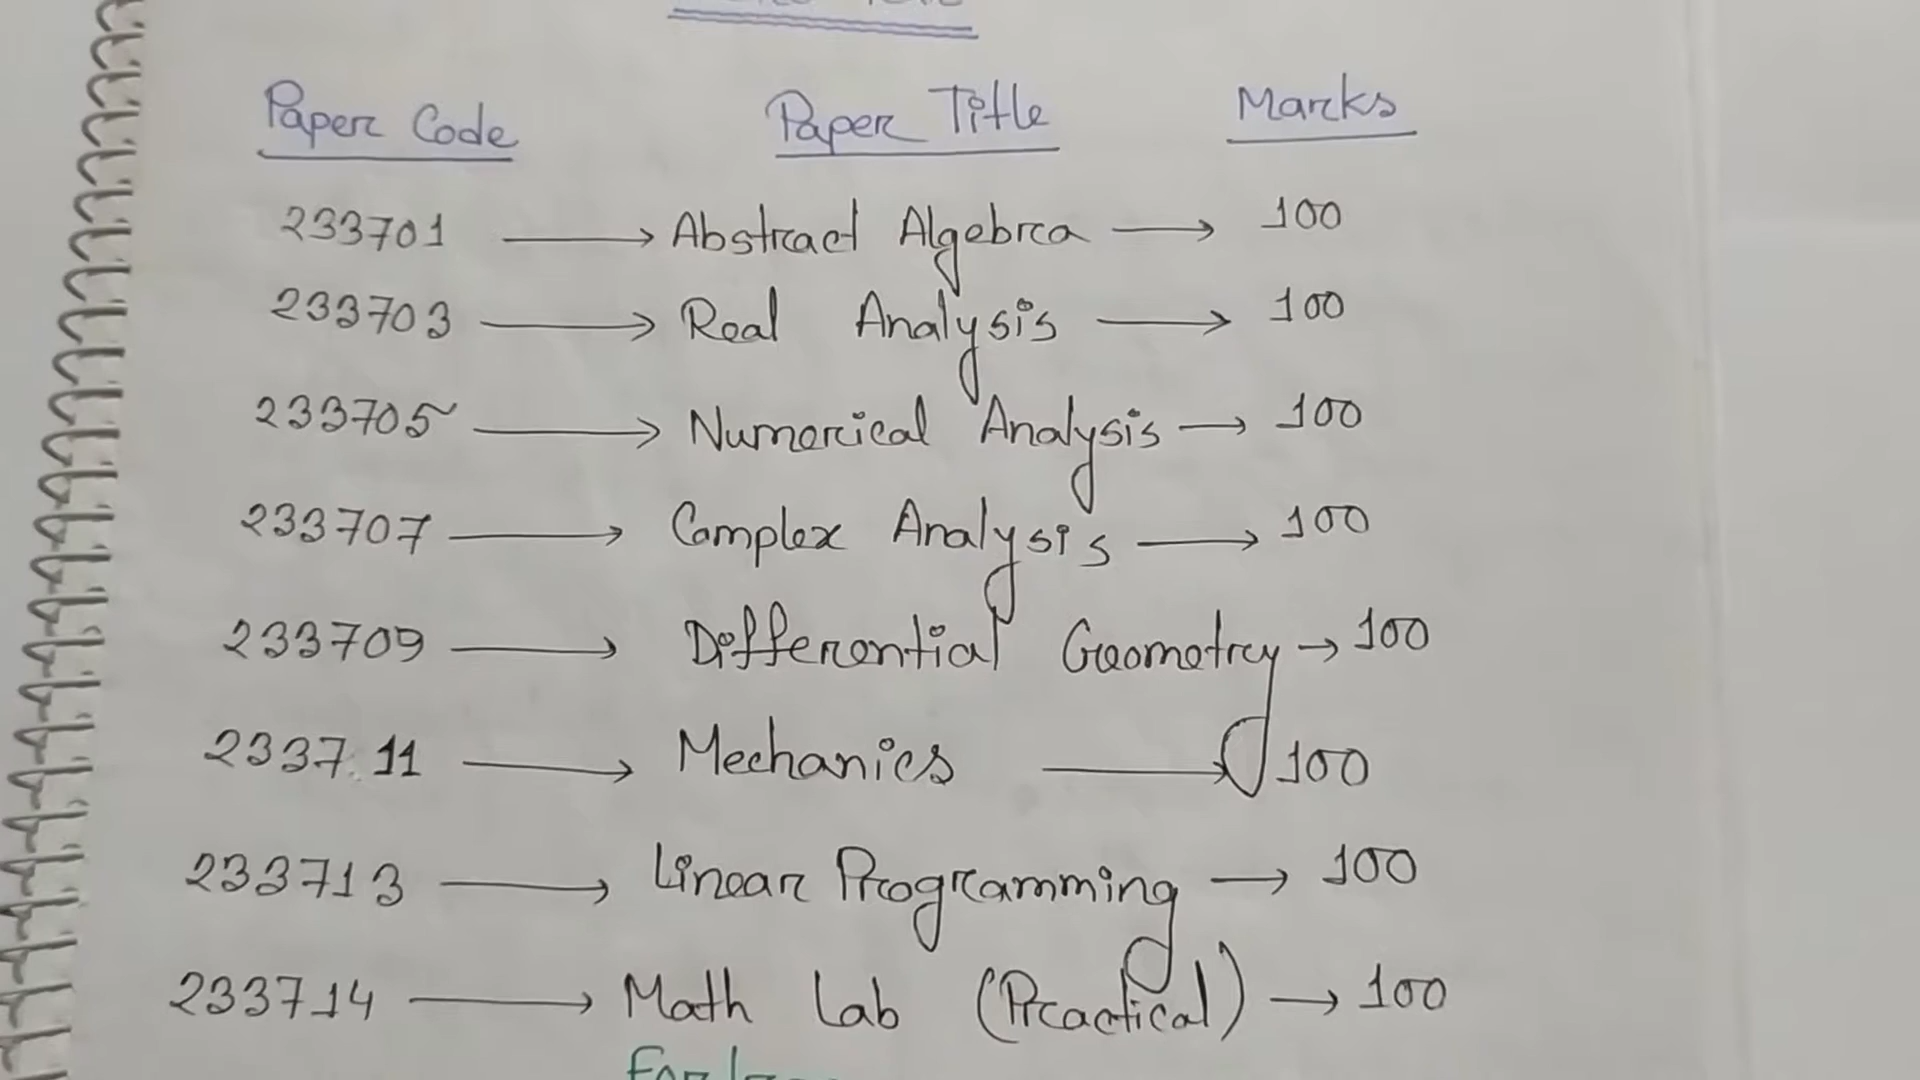 Paper Code Paper Title Marks
233701 → Abstract Algebra → 100
233703 → Real Analysis → 100
233705 → Numerical Analysis → 100
233707 → Complex Analysis → 100
233709 → Differential Geometry → 100
233711 → Mechanics → 100
233713 → Linear Programming → 100
233714 → Math Lab (Practical) → 100